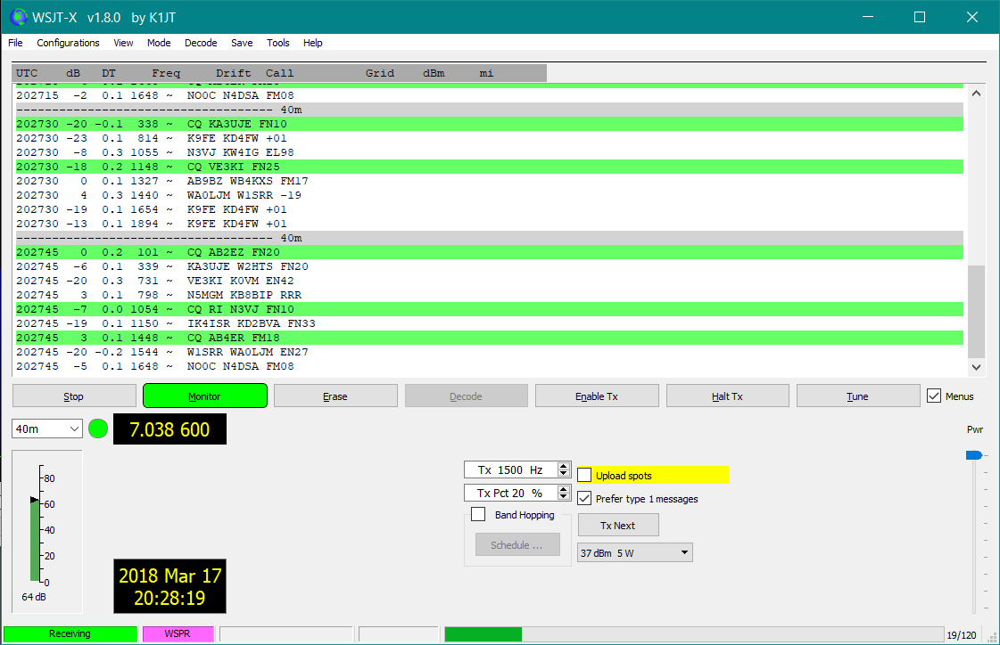 WSJT-X v1.8.0 by K1JT
File Configurations View Mode Decode Save Tools Help
UTC dB DT Freq Drift Call Grid dBm mi
202715 -2 0.1 1648 ~ NO0C N4DSA FM08
------------------------------------ 40m
202730 -20 -0.1 338 ~ CQ KA3UJE FN10
202730 -23 0.1 814 ~ K9FE KD4FW +01
202730 -8 0.3 1055 ~ N3VJ KW4IG EL98
202730 -18 0.2 1148 ~ CQ VE3KI FN25
202730 0 0.1 1327 ~ AB9BZ WB4KXS FM17
202730 4 0.3 1440 ~ WA0LJM W1SRR -19
202730 -19 0.1 1654 ~ K9FE KD4FW +01
202730 -13 0.1 1894 ~ K9FE KD4FW +01
------------------------------------ 40m
202745 0 0.2 101 ~ CQ AB2EZ FN20
202745 -6 0.1 339 ~ KA3UJE W2HTS FN20
202745 -20 0.3 731 ~ VE3KI K0VM EN42
202745 3 0.1 798 ~ N5MGM KB8BIP RRR
202745 -7 0.0 1054 ~ CQ RI N3VJ FN10
202745 -19 0.1 1150 ~ IK4ISR KD2BVA FN33
202745 3 0.1 1448 ~ CQ AB4ER FM18
202745 -20 -0.2 1544 ~ W1SRR WA0LJM EN27
202745 -5 0.1 1648 ~ NO0C N4DSA FM08
Stop Monitor Erase Decode Enable Tx Halt Tx Tune Menus
40m 7.038 600 Pwr
Tx 1500 Hz Upload spots
Tx Pct 20 % Prefer type 1 messages
Band Hopping Tx Next
Schedule ... 37 dBm 5 W
80
60
40
20
0
64 dB
2018 Mar 17
20:28:19
Receiving WSPR 19/120